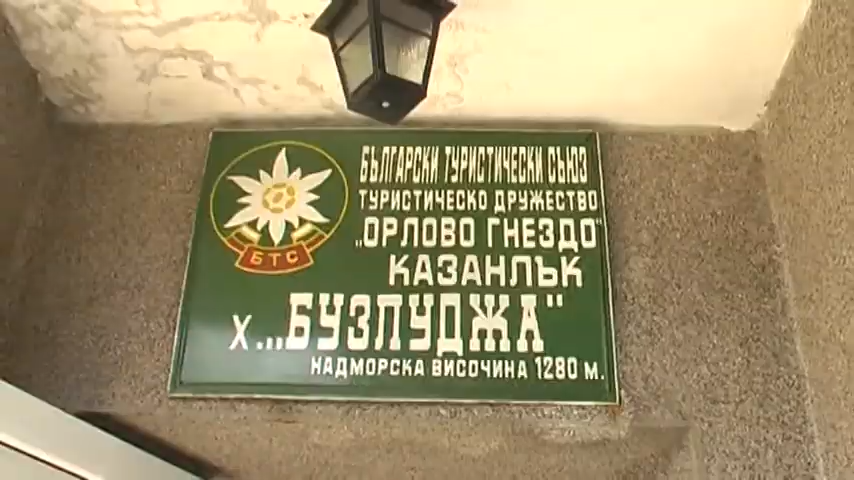 БЪЛГАРСКИ ТУРИСТИЧЕСКИ СЪЮЗ
ТУРИСТИЧЕСКО ДРУЖЕСТВО
„ОРЛОВО ГНЕЗДО"
КАЗАНЛЪК
х. „БУЗЛУДЖА"
НАДМОРСКА ВИСОЧИНА 1280 м.
БТС